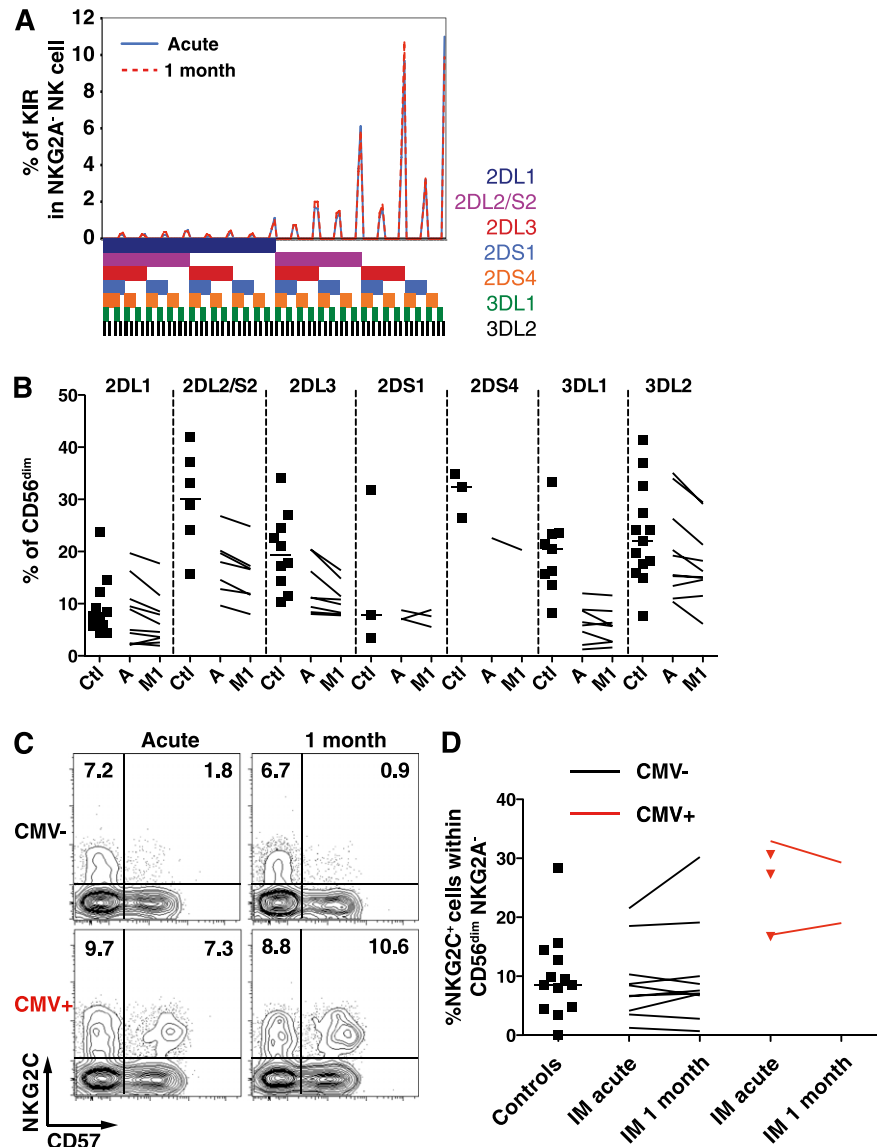 A
12
10
8
6
4
2
0
% of KIR
in NKG2A- NK cell
Acute
1 month
2DL1
2DL2/S2
2DL3
2DS1
2DS4
3DL1
3DL2
B
2DL1 2DL2/S2 2DL3 2DS1 2DS4 3DL1 3DL2
50
40
30
20
10
0
% of CD56dim
Ctl A M1 Ctl A M1 Ctl A M1 Ctl A M1 Ctl A M1 Ctl A M1 Ctl A M1
C
Acute 1 month
7.2 1.8 6.7 0.9
CMV-
9.7 7.3 8.8 10.6
CMV+
NKG2C
CD57
D
CMV-
CMV+
40
30
20
10
0
%NKG2C+ cells within
CD56dim NKG2A-
Controls IM acute IM 1 month IM acute IM 1 month